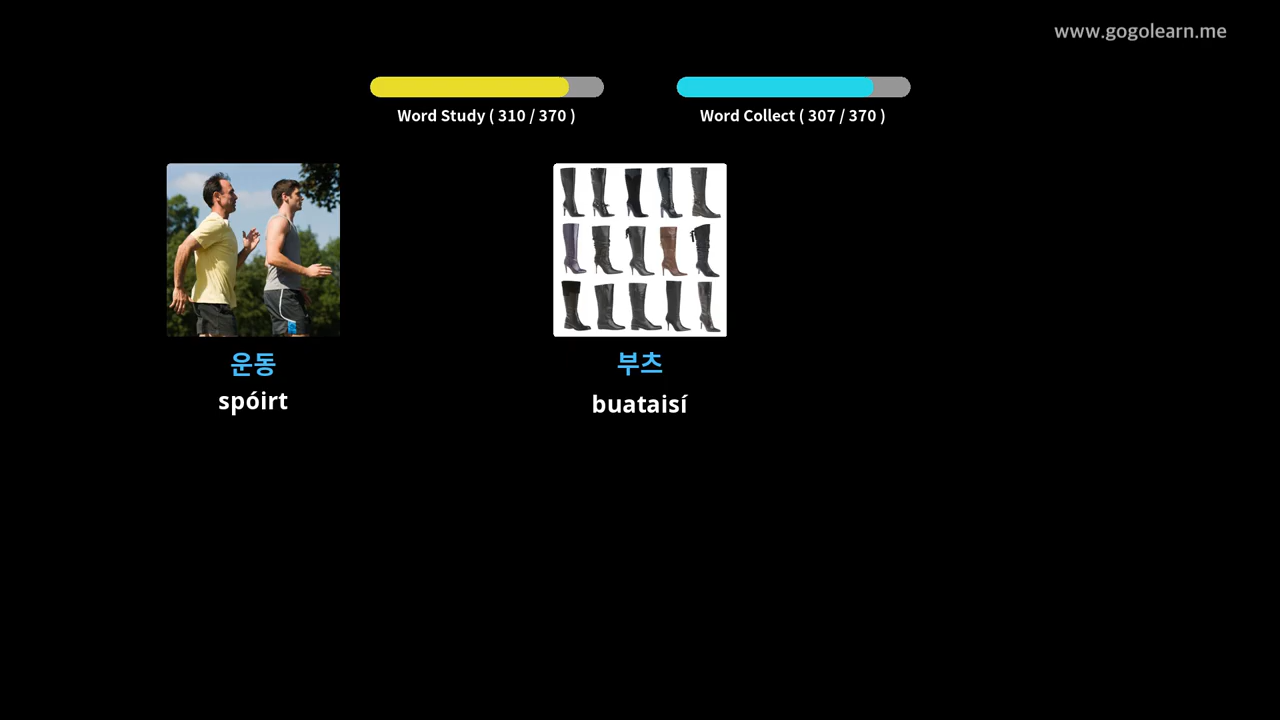 www.gogolearn.me
Word Study ( 310 / 370 )
Word Collect ( 307 / 370 )
운동
spóirt
부츠
buataisí